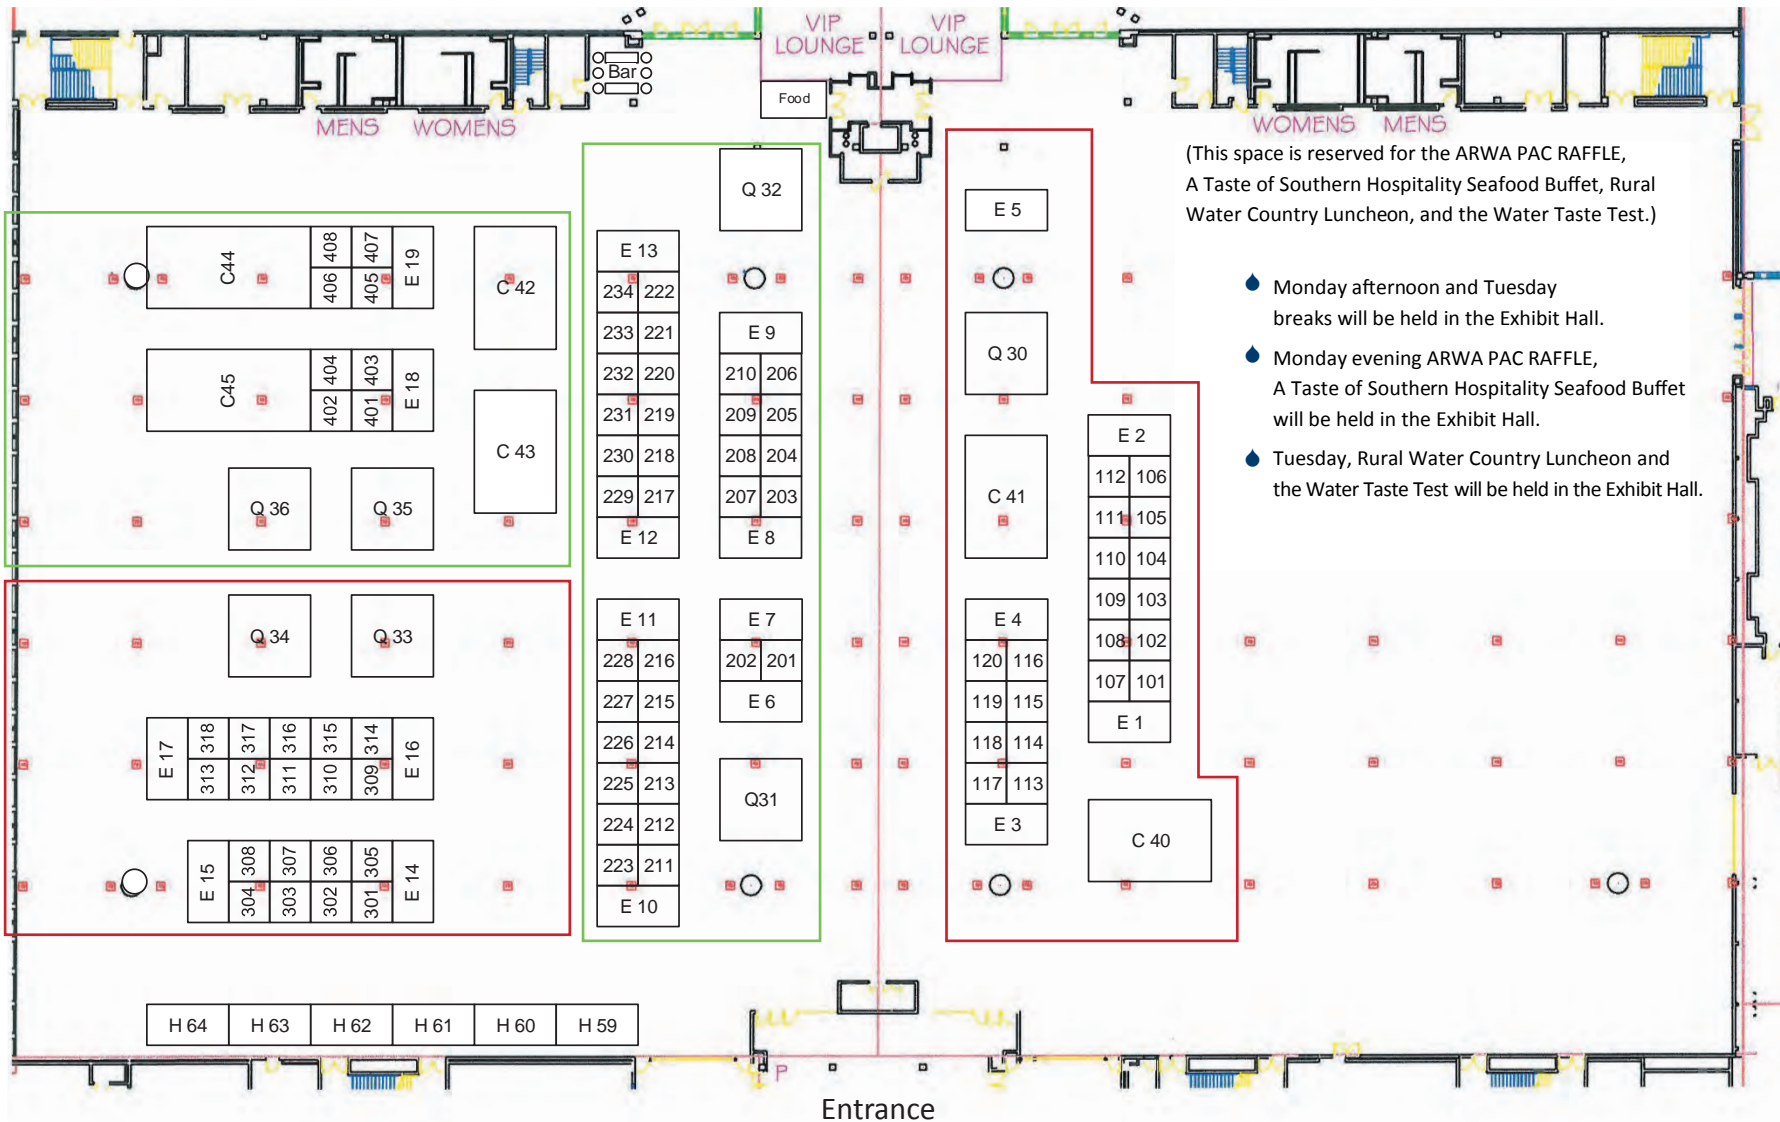 VIP
LOUNGE
VIP
LOUNGE
Bar
Food
MENS
WOMENS
WOMENS
MENS
(This space is reserved for the ARWA PAC RAFFLE,
A Taste of Southern Hospitality Seafood Buffet, Rural
Water Country Luncheon, and the Water Taste Test.)
Monday afternoon and Tuesday
breaks will be held in the Exhibit Hall.
Monday evening ARWA PAC RAFFLE,
A Taste of Southern Hospitality Seafood Buffet
will be held in the Exhibit Hall.
Tuesday, Rural Water Country Luncheon and
the Water Taste Test will be held in the Exhibit Hall.
C44
408
407
406
405
E 19
C 42
C45
404
403
402
401
E 18
C 43
Q 36
Q 35
Q 34
Q 33
E 17
318
317
316
315
314
313
312
311
310
309
E 16
E 15
308
307
306
305
304
303
302
301
E 14
H 64
H 63
H 62
H 61
H 60
H 59
E 13
234 222
233 221
232 220
231 219
230 218
229 217
E 12
E 11
228 216
227 215
226 214
225 213
224 212
223 211
E 10
Q 32
E 9
210 206
209 205
208 204
207 203
E 8
E 7
202 201
E 6
Q31
E 5
Q 30
C 41
E 4
120 116
119 115
118 114
117 113
E 3
E 2
112 106
111 105
110 104
109 103
108 102
107 101
E 1
C 40
P
Entrance